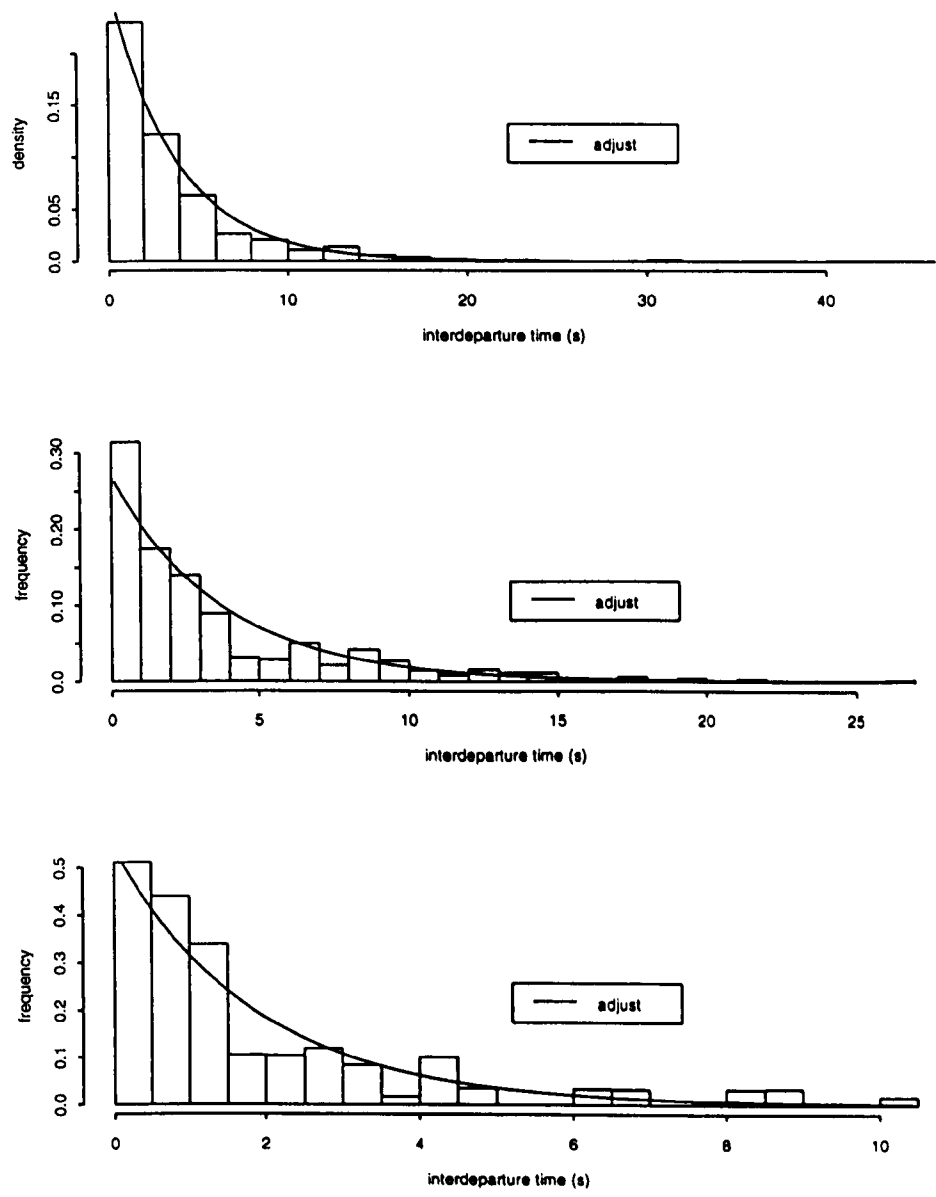 density
0.15
0.05
0.0
adjust
0 10 20 30 40
interdeparture time (s)
frequency
0.30
0.20
0.10
0.0
adjust
0 5 10 15 20 25
interdeparture time (s)
frequency
0.5
0.4
0.3
0.2
0.1
0.0
adjust
0 2 4 6 8 10
interdeparture time (s)